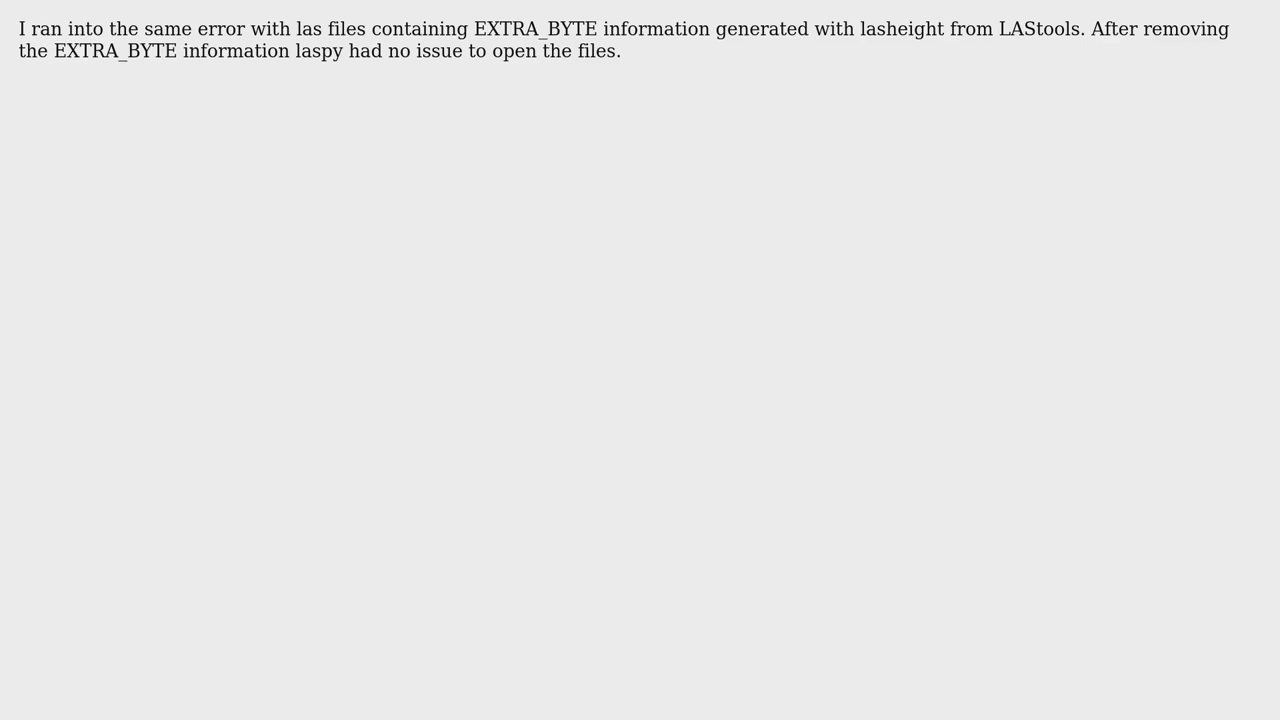 I ran into the same error with las files containing EXTRA_BYTE information generated with lasheight from LAStools. After removing
the EXTRA_BYTE information laspy had no issue to open the files.